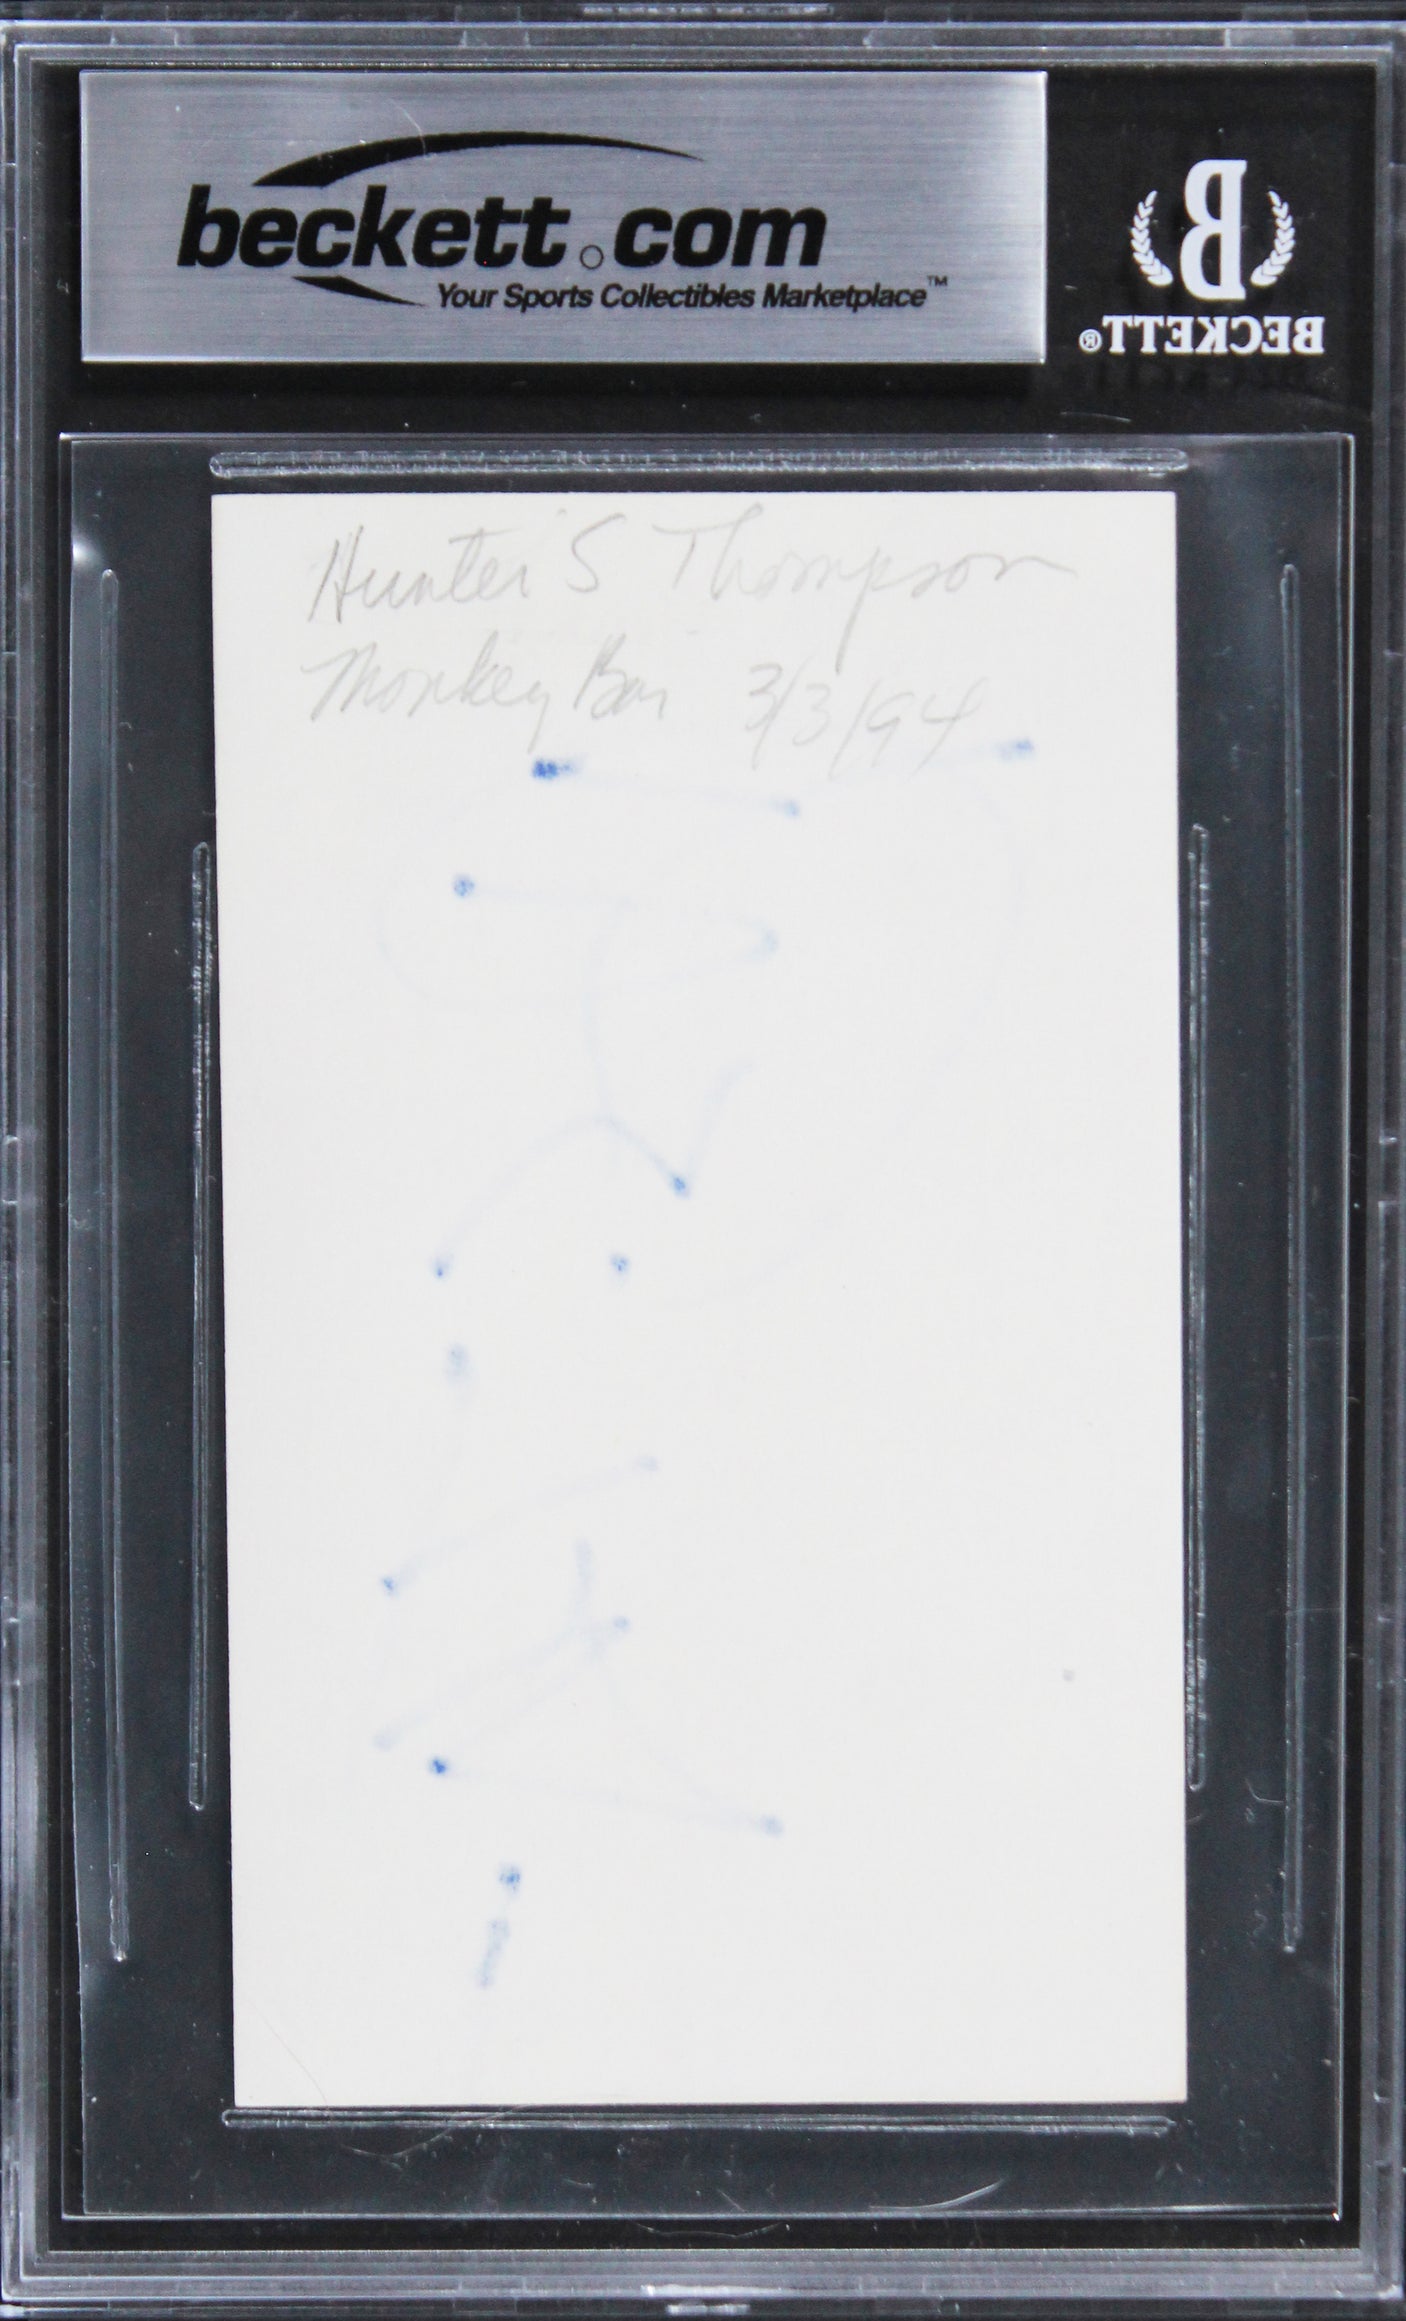 beckett.com
Your Sports Collectibles Marketplace™
BECKETT®
Hunter S Thompson
Monkey Bar 3/3/94